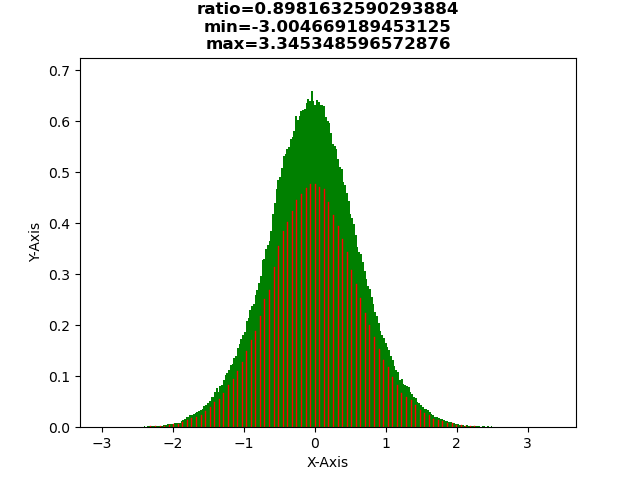 ratio=0.8981632590293884
min=-3.004669189453125
max=3.345348596572876
0.7
0.6
0.5
0.4
0.3
0.2
0.1
0.0
Y-Axis
−3 −2 −1 0 1 2 3
X-Axis